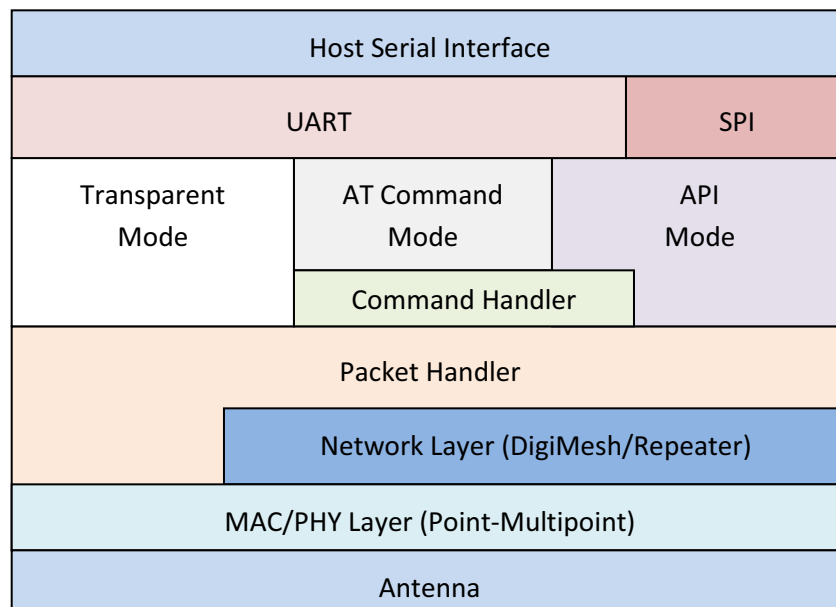 Host Serial Interface
UART
SPI
Transparent
Mode
AT Command
Mode
API
Mode
Command Handler
Packet Handler
Network Layer (DigiMesh/Repeater)
MAC/PHY Layer (Point-Multipoint)
Antenna